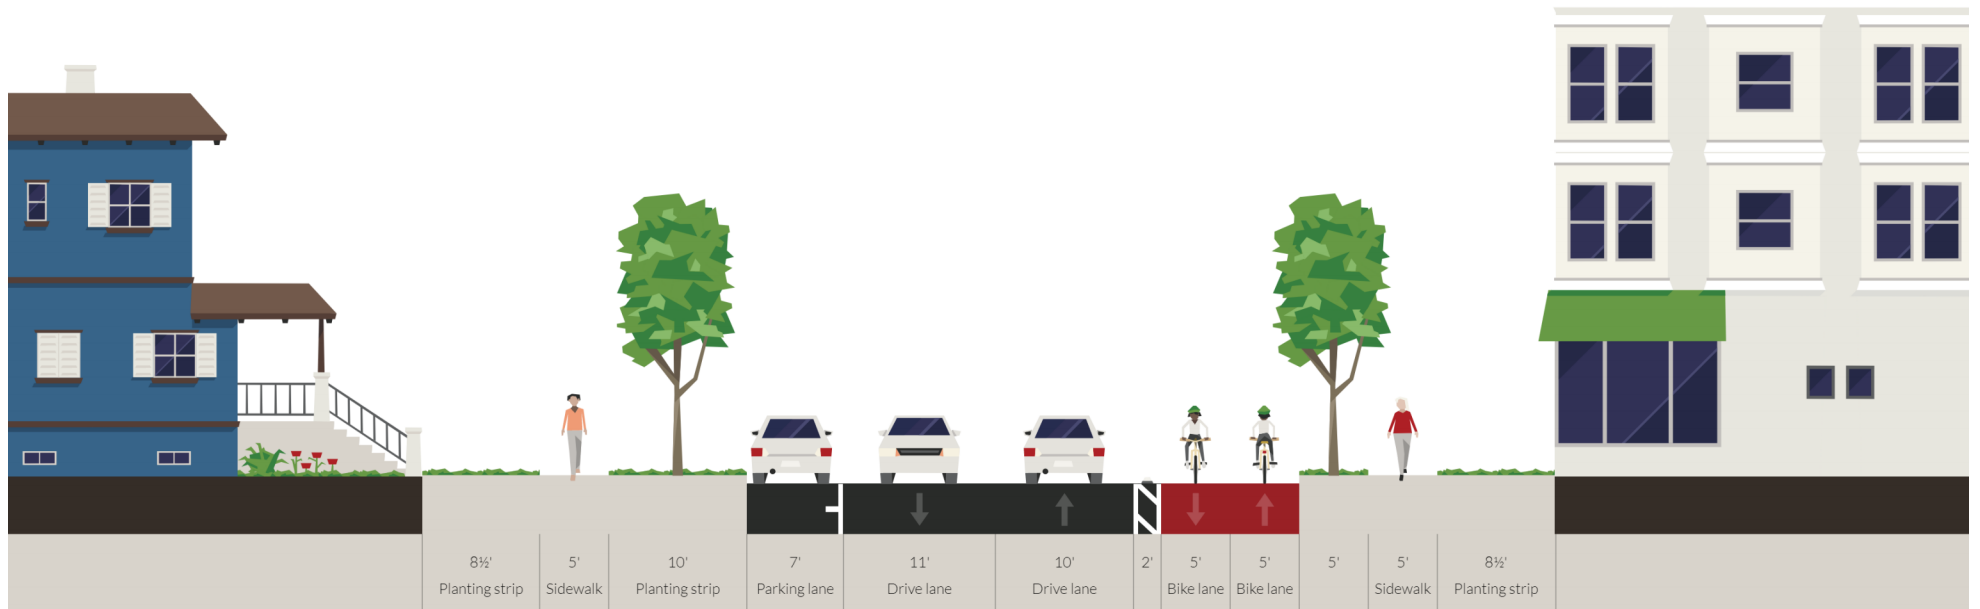 8½' 5' 10' 7' 11' 10' 2' 5' 5' 5' 5' 8½'
Planting strip Sidewalk Planting strip Parking lane Drive lane Drive lane Bike lane Bike lane Sidewalk Planting strip